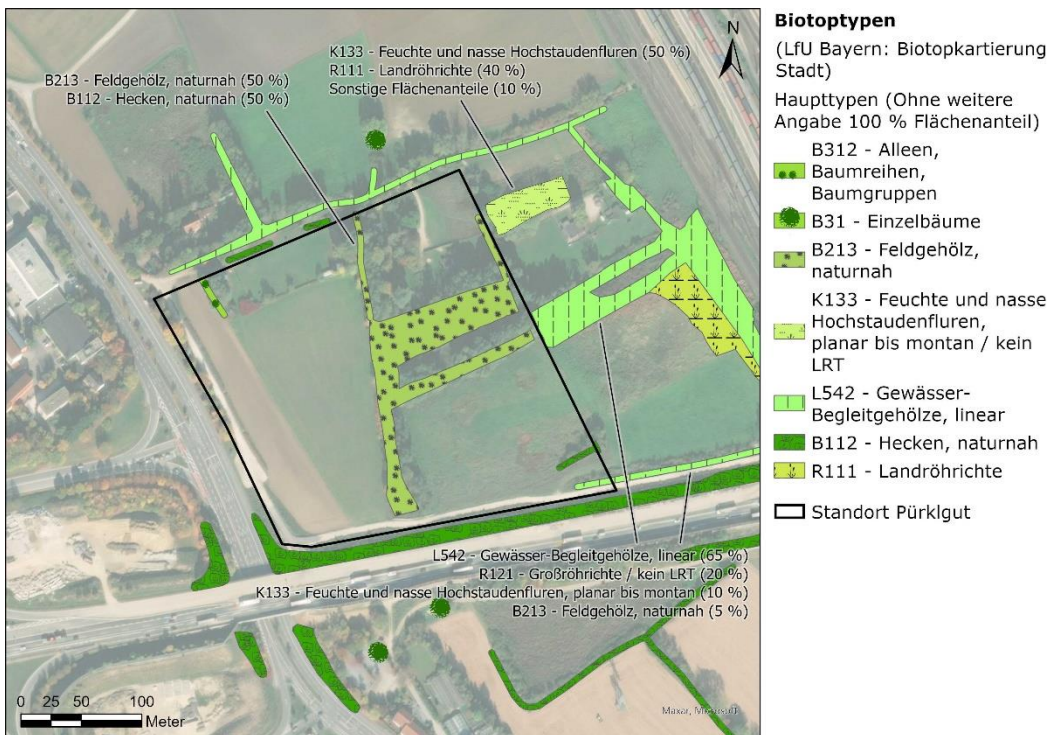 K133 - Feuchte und nasse Hochstaudenfluren (50 %)
R111 - Landröhrichte (40 %)
Sonstige Flächenanteile (10 %)
B213 - Feldgehölz, naturnah (50 %)
B112 - Hecken, naturnah (50 %)
N
L542 - Gewässer-Begleitgehölze, linear (65 %)
R121 - Großröhrichte / kein LRT (20 %)
K133 - Feuchte und nasse Hochstaudenfluren, planar bis montan (10 %)
B213 - Feldgehölz, naturnah (5 %)
0 25 50 100
Meter
Maxar, Microsoft
Biotoptypen
(LfU Bayern: Biotopkartierung
Stadt)
Haupttypen (Ohne weitere
Angabe 100 % Flächenanteil)
B312 - Alleen,
Baumreihen,
Baumgruppen
B31 - Einzelbäume
B213 - Feldgehölz,
naturnah
K133 - Feuchte und nasse
Hochstaudenfluren,
planar bis montan / kein
LRT
L542 - Gewässer-
Begleitgehölze, linear
B112 - Hecken, naturnah
R111 - Landröhrichte
Standort Pürklgut